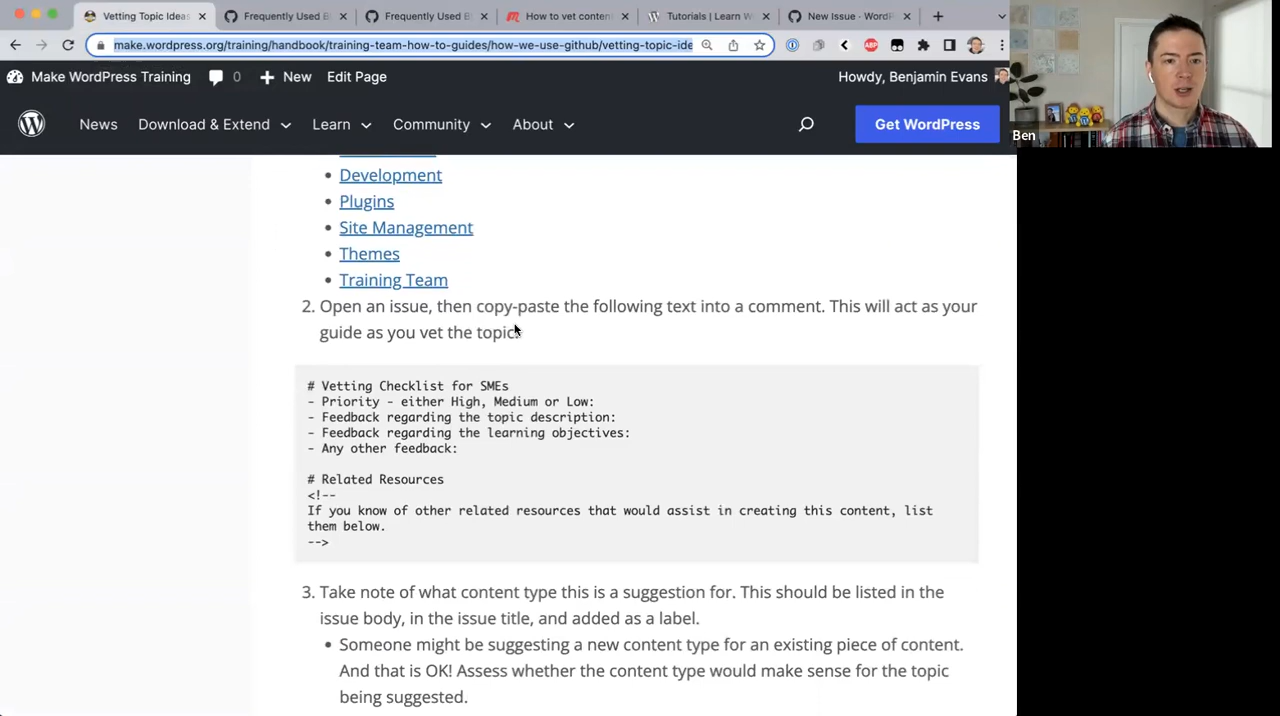 Vetting Topic Ideas
Frequently Used B
Frequently Used B
How to vet conten
Tutorials | Learn W
New Issue · WordP
make.wordpress.org/training/handbook/training-team-how-to-guides/how-we-use-github/vetting-topic-ide
Make WordPress Training
0
New
Edit Page
Howdy, Benjamin Evans
Ben
News
Download & Extend
Learn
Community
About
Get WordPress
• Development
• Plugins
• Site Management
• Themes
• Training Team
2. Open an issue, then copy-paste the following text into a comment. This will act as your
guide as you vet the topic.
# Vetting Checklist for SMEs
- Priority - either High, Medium or Low:
- Feedback regarding the topic description:
- Feedback regarding the learning objectives:
- Any other feedback:
# Related Resources
<!--
If you know of other related resources that would assist in creating this content, list
them below.
-->
3. Take note of what content type this is a suggestion for. This should be listed in the
issue body, in the issue title, and added as a label.
• Someone might be suggesting a new content type for an existing piece of content.
And that is OK! Assess whether the content type would make sense for the topic
being suggested.